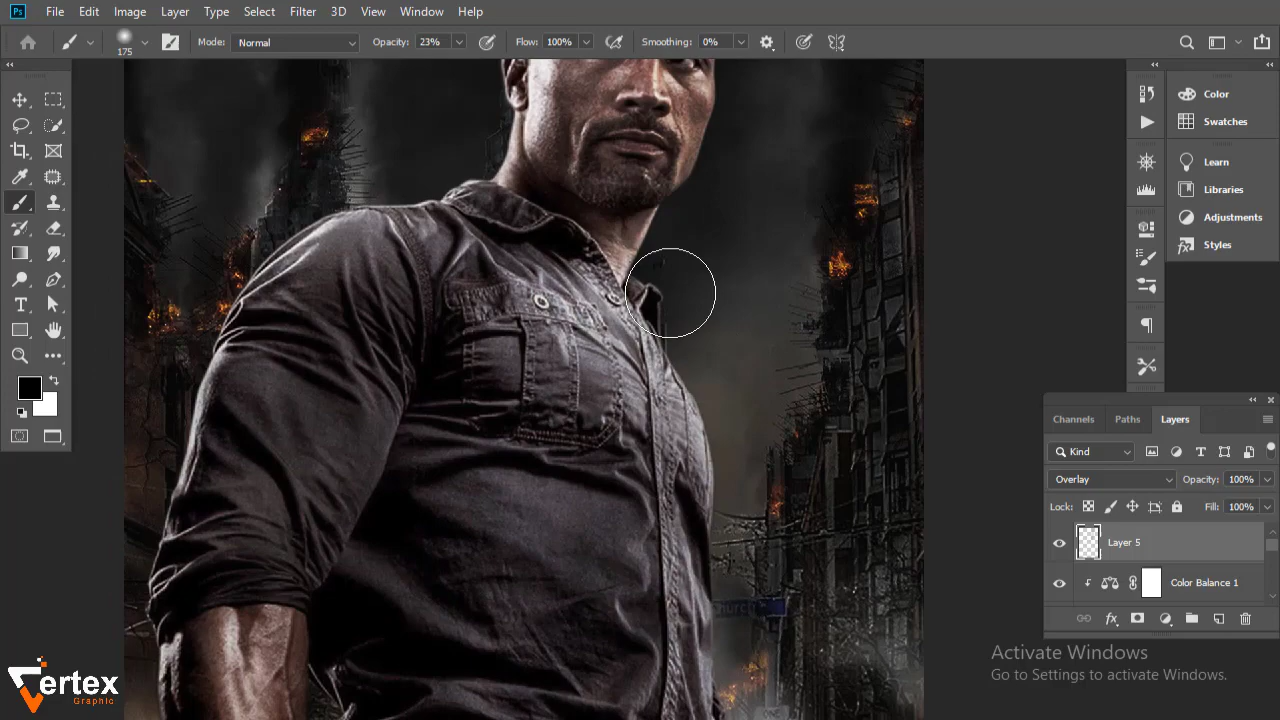 Ps File Edit Image Layer Type Select Filter 3D View Window Help
175 Mode: Normal Opacity: 23% Flow: 100% Smoothing: 0%
Color
Swatches
Learn
Libraries
Adjustments
Styles
Channels Paths Layers
Kind
Overlay Opacity: 100%
Lock: Fill: 100%
Layer 5
Color Balance 1
Church
Activate Windows
Go to Settings to activate Windows.
Vertex
Graphic